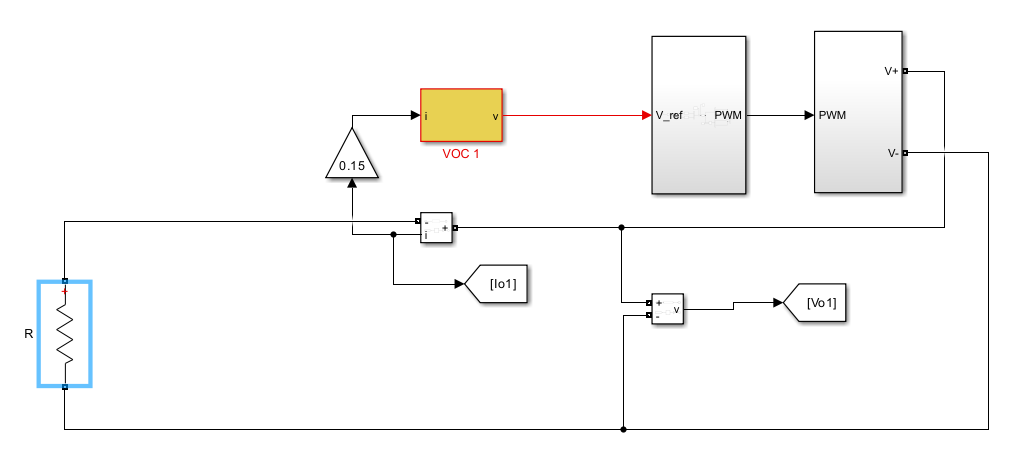 V+
i
v
V_ref
PWM
PWM
VOC 1
V-
0.15
-
+
i
[Io1]
+
-
v
[Vo1]
+
R